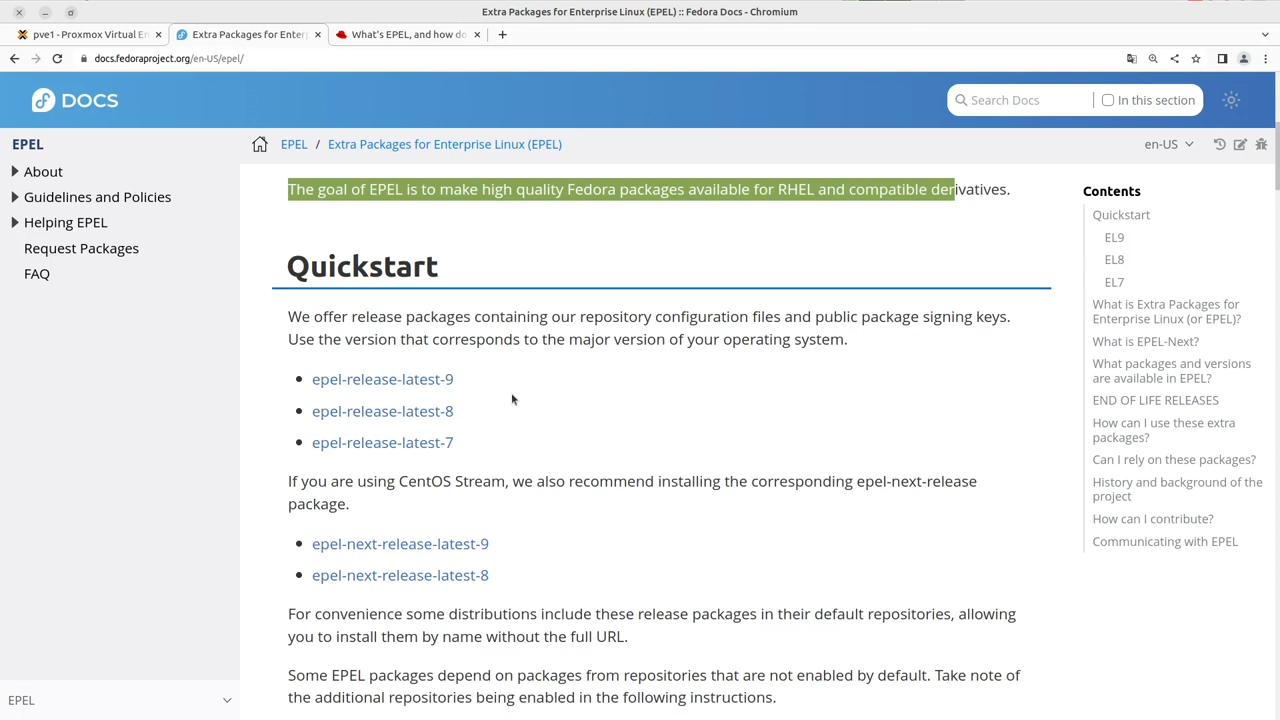 Extra Packages for Enterprise Linux (EPEL) :: Fedora Docs - Chromium
pve1 - Proxmox Virtual En
Extra Packages for Enterp
What's EPEL, and how do
docs.fedoraproject.org/en-US/epel/
DOCS
Search Docs
In this section
EPEL
EPEL / Extra Packages for Enterprise Linux (EPEL)
en-US
About
Guidelines and Policies
Helping EPEL
Request Packages
FAQ
The goal of EPEL is to make high quality Fedora packages available for RHEL and compatible derivatives.
Quickstart
We offer release packages containing our repository configuration files and public package signing keys.
Use the version that corresponds to the major version of your operating system.
epel-release-latest-9
epel-release-latest-8
epel-release-latest-7
If you are using CentOS Stream, we also recommend installing the corresponding epel-next-release
package.
epel-next-release-latest-9
epel-next-release-latest-8
For convenience some distributions include these release packages in their default repositories, allowing
you to install them by name without the full URL.
Some EPEL packages depend on packages from repositories that are not enabled by default. Take note of
the additional repositories being enabled in the following instructions.
Contents
Quickstart
EL9
EL8
EL7
What is Extra Packages for
Enterprise Linux (or EPEL)?
What is EPEL-Next?
What packages and versions
are available in EPEL?
END OF LIFE RELEASES
How can I use these extra
packages?
Can I rely on these packages?
History and background of the
project
How can I contribute?
Communicating with EPEL
EPEL